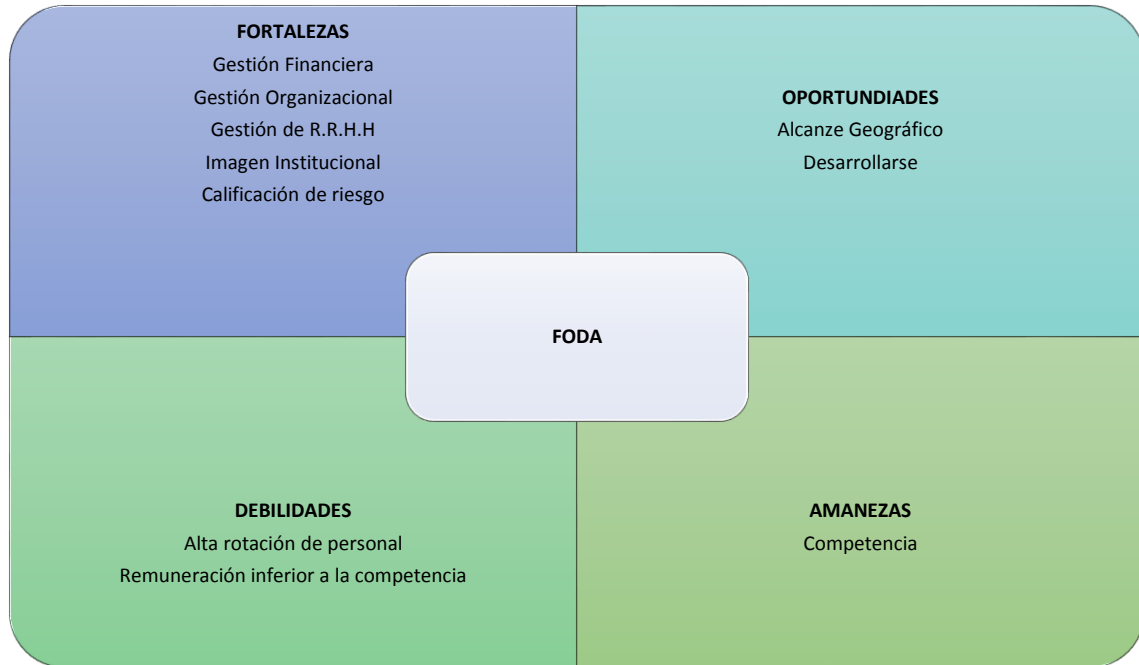 FORTALEZAS
Gestión Financiera
Gestión Organizacional
Gestión de R.R.H.H
Imagen Institucional
Calificación de riesgo
OPORTUNDIADES
Alcanze Geográfico
Desarrollarse
FODA
DEBILIDADES
Alta rotación de personal
Remuneración inferior a la competencia
AMANEZAS
Competencia